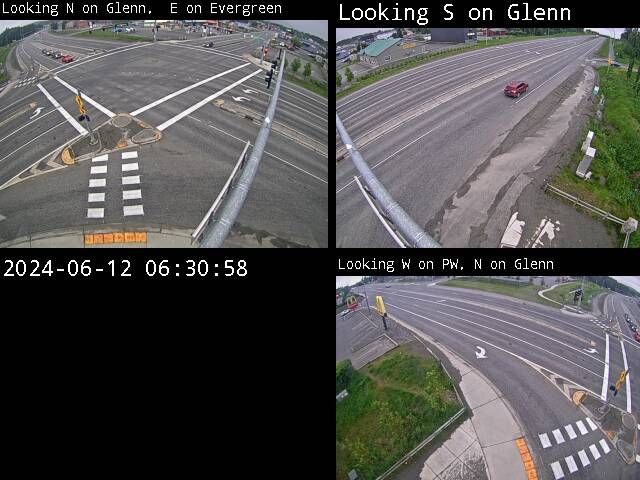 Looking N on Glenn,  E on Evergreen
Looking S on Glenn
2024-06-12 06:30:58
Looking W on PW, N on Glenn